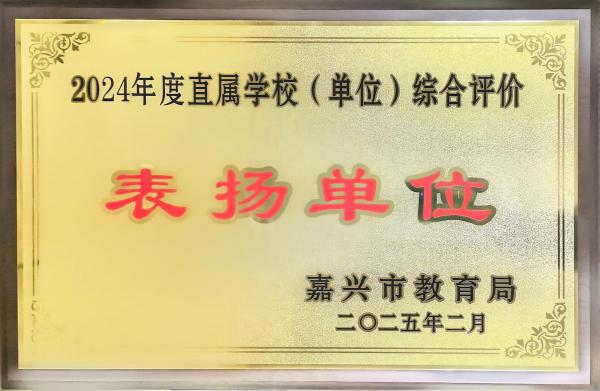 2024年度直属学校（单位）综合评价
表扬单位
嘉兴市教育局
二〇二五年二月